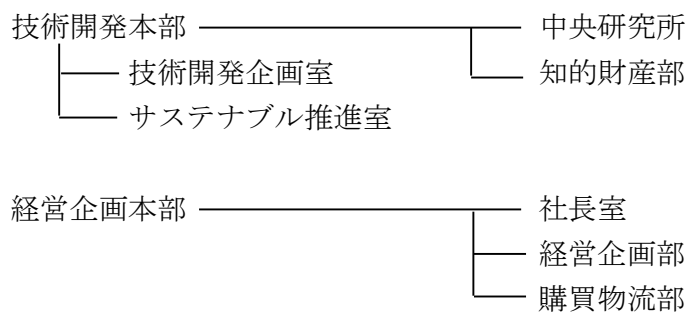 技術開発本部 中央研究所
技術開発企画室 知的財産部
サステナブル推進室
経営企画本部 社長室
経営企画部
購買物流部